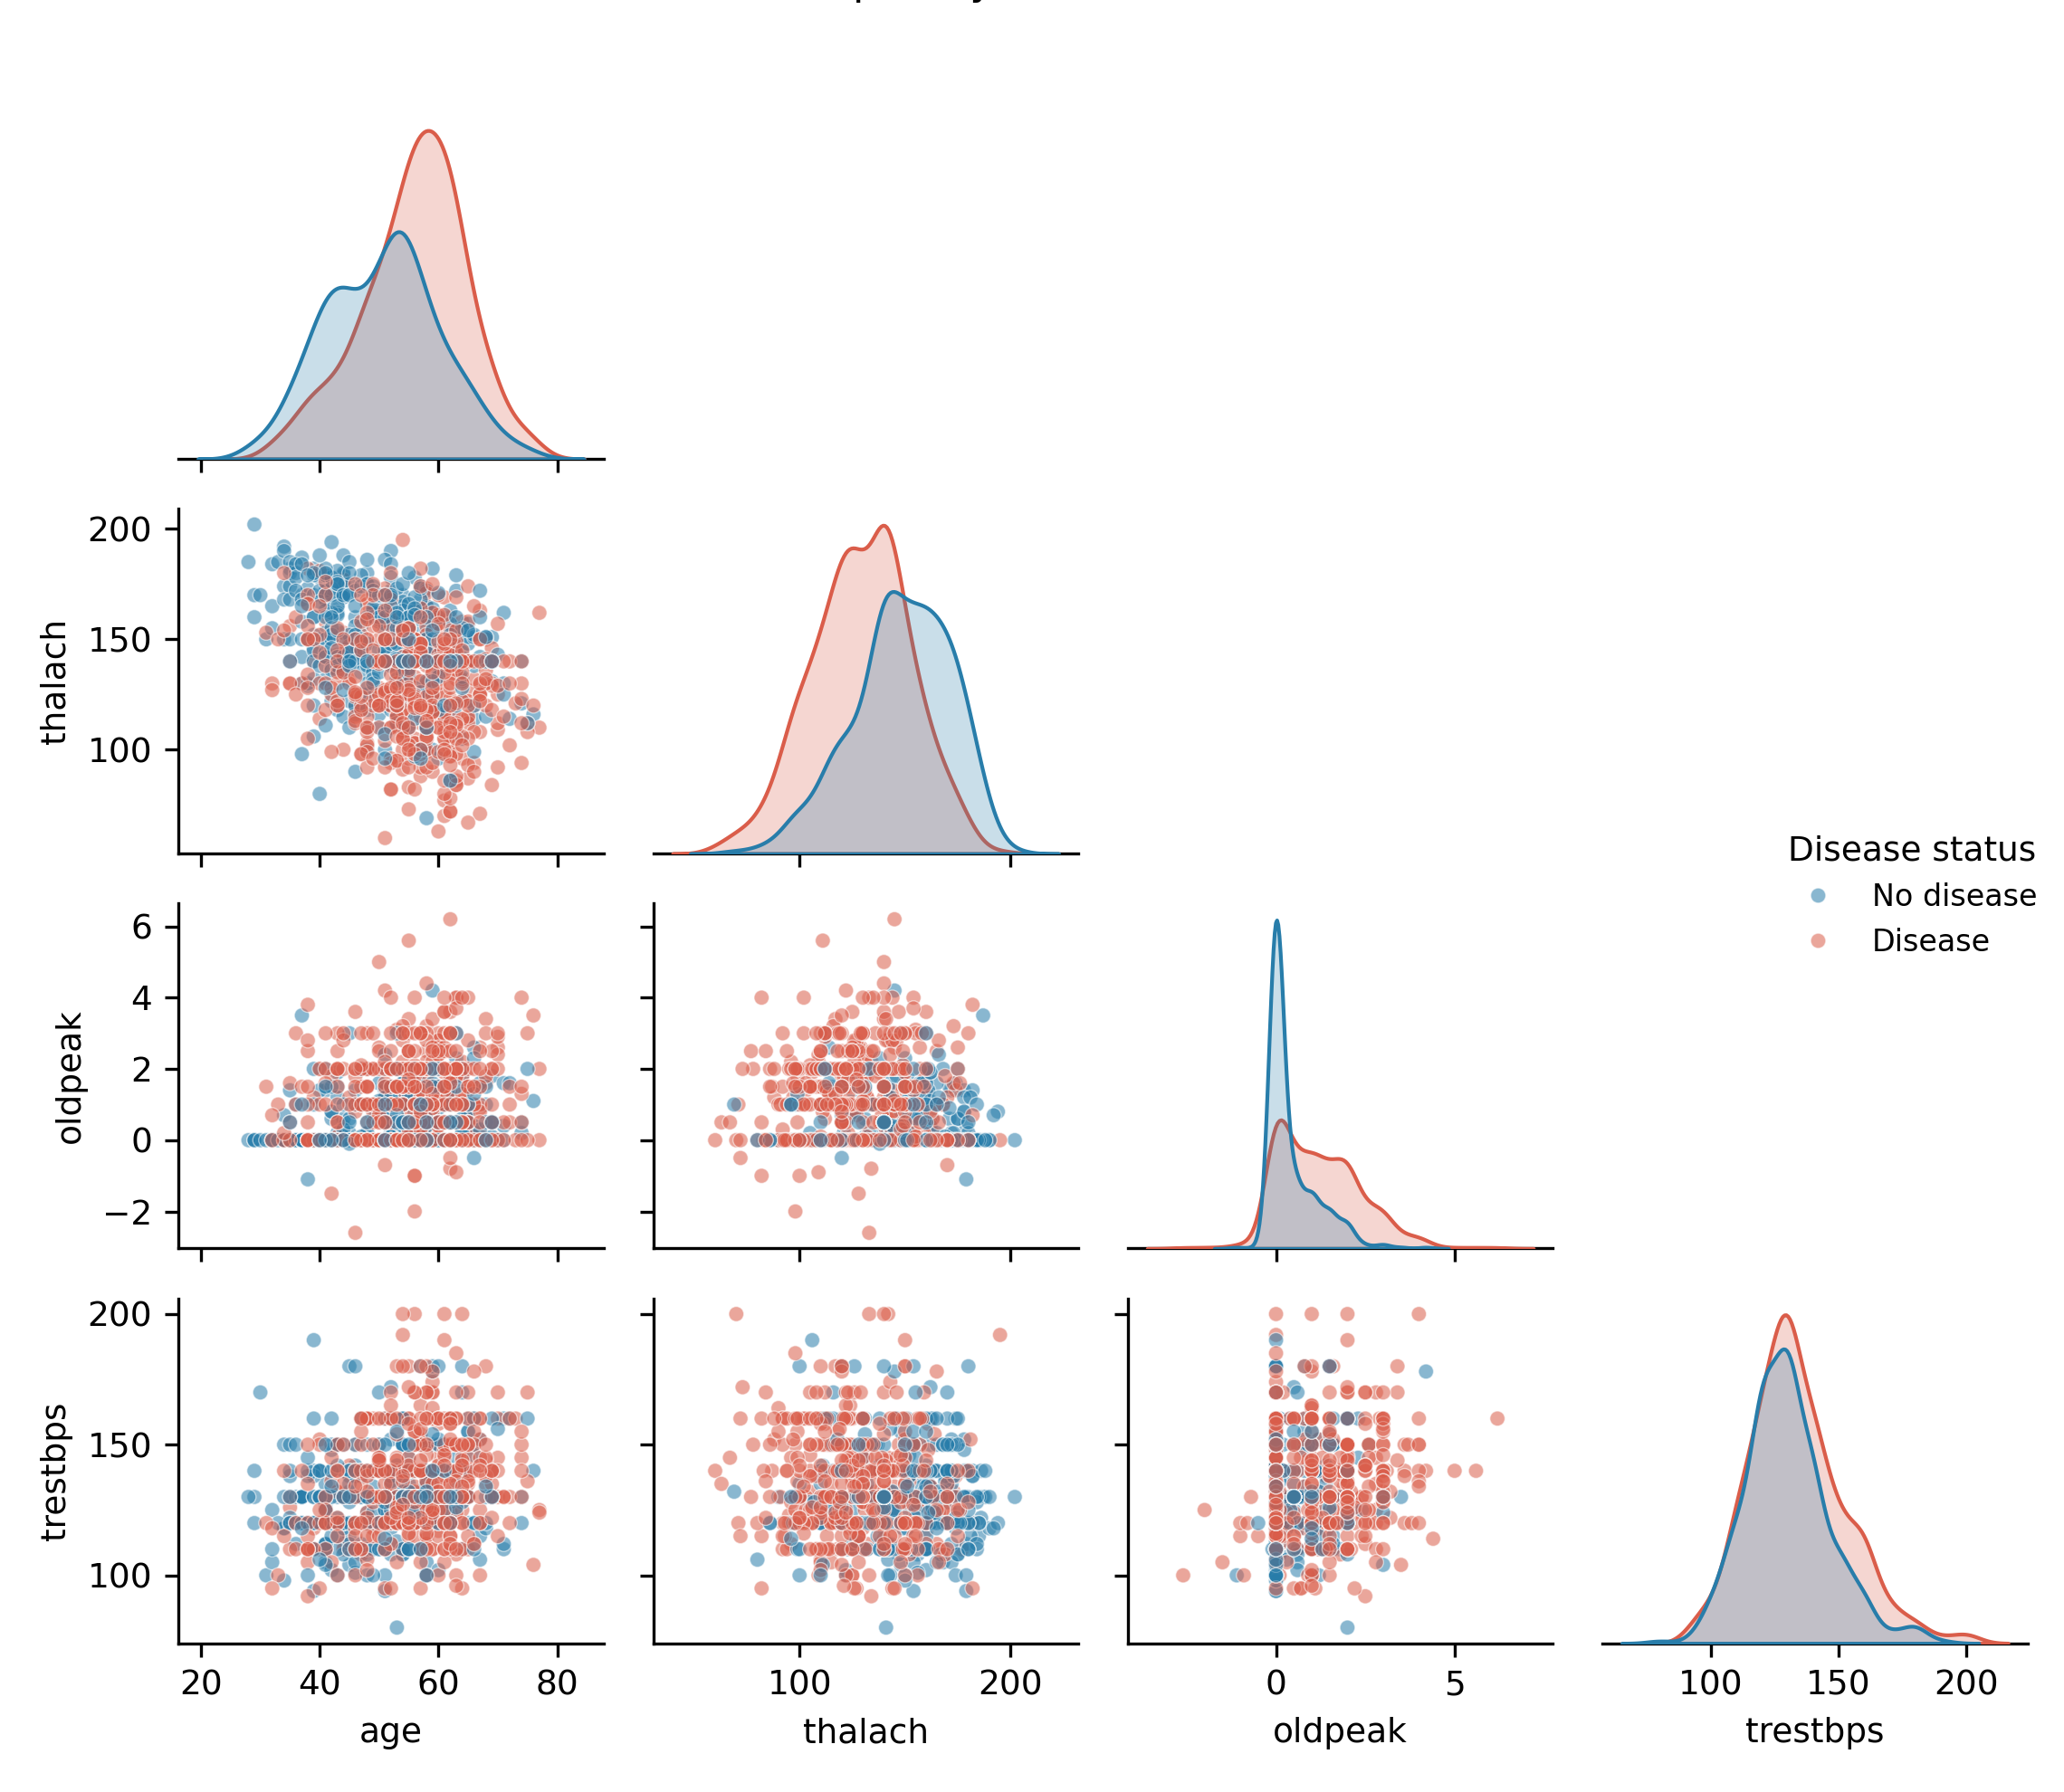 200
150
100
thalach
Disease status
No disease
Disease
6
4
2
0
−2
oldpeak
200
150
100
trestbps
20 40 60 80 100 200 0 5 100 150 200
age thalach oldpeak trestbps